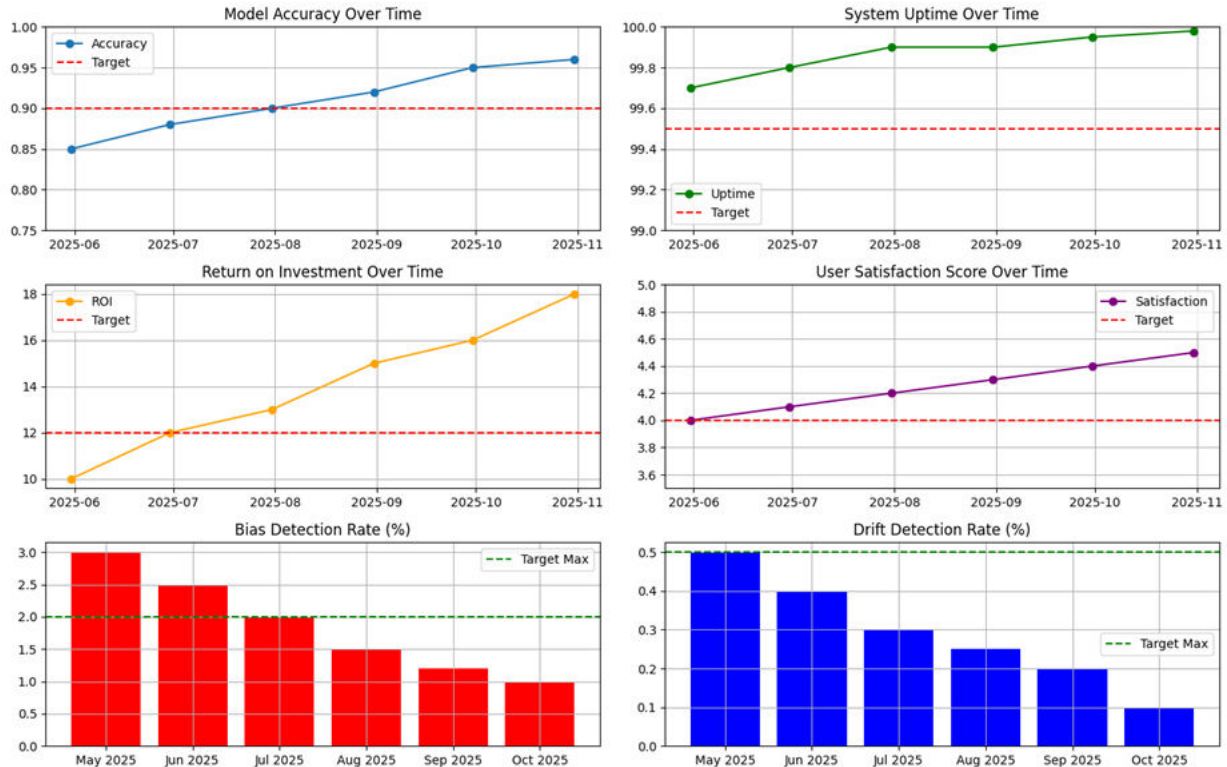 Model Accuracy Over Time
1.00
0.95
0.90
0.85
0.80
0.75
Accuracy
Target
2025-06 2025-07 2025-08 2025-09 2025-10 2025-11
System Uptime Over Time
100.0
99.8
99.6
99.4
99.2
99.0
Uptime
Target
2025-06 2025-07 2025-08 2025-09 2025-10 2025-11
Return on Investment Over Time
18
16
14
12
10
ROI
Target
2025-06 2025-07 2025-08 2025-09 2025-10 2025-11
User Satisfaction Score Over Time
5.0
4.8
4.6
4.4
4.2
4.0
3.8
3.6
Satisfaction
Target
2025-06 2025-07 2025-08 2025-09 2025-10 2025-11
Bias Detection Rate (%)
3.0
2.5
2.0
1.5
1.0
0.5
0.0
Target Max
May 2025 Jun 2025 Jul 2025 Aug 2025 Sep 2025 Oct 2025
Drift Detection Rate (%)
0.5
0.4
0.3
0.2
0.1
0.0
Target Max
May 2025 Jun 2025 Jul 2025 Aug 2025 Sep 2025 Oct 2025